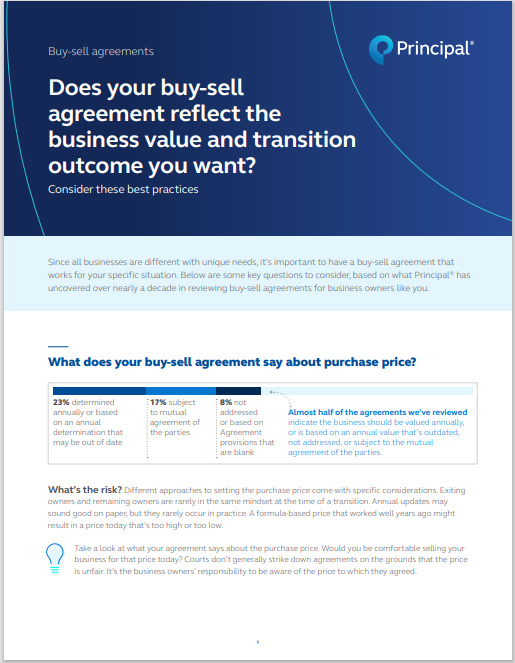 Buy-sell agreements
Principal®
Does your buy-sell
agreement reflect the
business value and transition
outcome you want?
Consider these best practices
Since all businesses are different with unique needs, it's important to have a buy-sell agreement that
works for your specific situation. Below are some key questions to consider, based on what Principal® has
uncovered over nearly a decade in reviewing buy-sell agreements for business owners like you.
What does your buy-sell agreement say about purchase price?
23% determined
annually or based
on an annual
determination that
may be out of date
17% subject
to mutual
agreement of
the parties
8% not
addressed
or based on
Agreement
provisions that
are blank
Almost half of the agreements we've reviewed
indicate the business should be valued annually,
or is based on an annual value that's outdated,
not addressed, or subject to the mutual
agreement of the parties.
What's the risk? Different approaches to setting the purchase price come with specific considerations. Exiting
owners and remaining owners are rarely in the same mindset at the time of a transition. Annual updates may
sound good on paper, but they rarely occur in practice. A formula-based price that worked well years ago might
result in a price today that's too high or too low.
Take a look at what your agreement says about the purchase price. Would you be comfortable selling your
business for that price today? Courts don't generally strike down agreements on the grounds that the price
is unfair. It's the business owners' responsibility to be aware of the price to which they agreed.
1